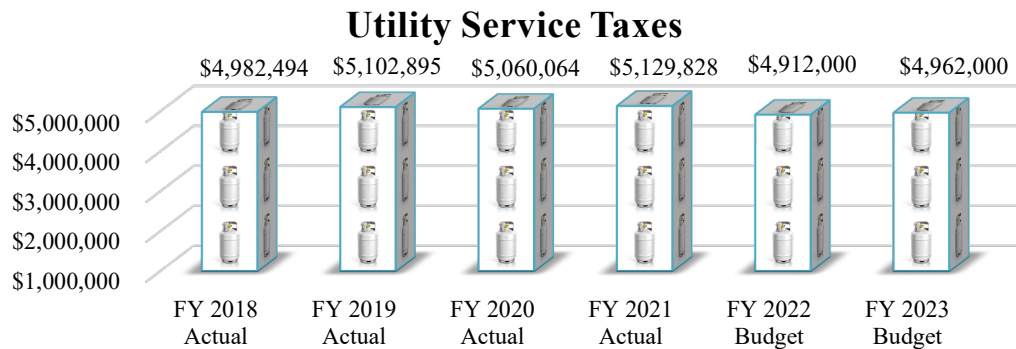 Utility Service Taxes
$4,982,494 $5,102,895 $5,060,064 $5,129,828 $4,912,000 $4,962,000
$5,000,000
$4,000,000
$3,000,000
$2,000,000
$1,000,000
FY 2018 FY 2019 FY 2020 FY 2021 FY 2022 FY 2023
Actual Actual Actual Actual Budget Budget